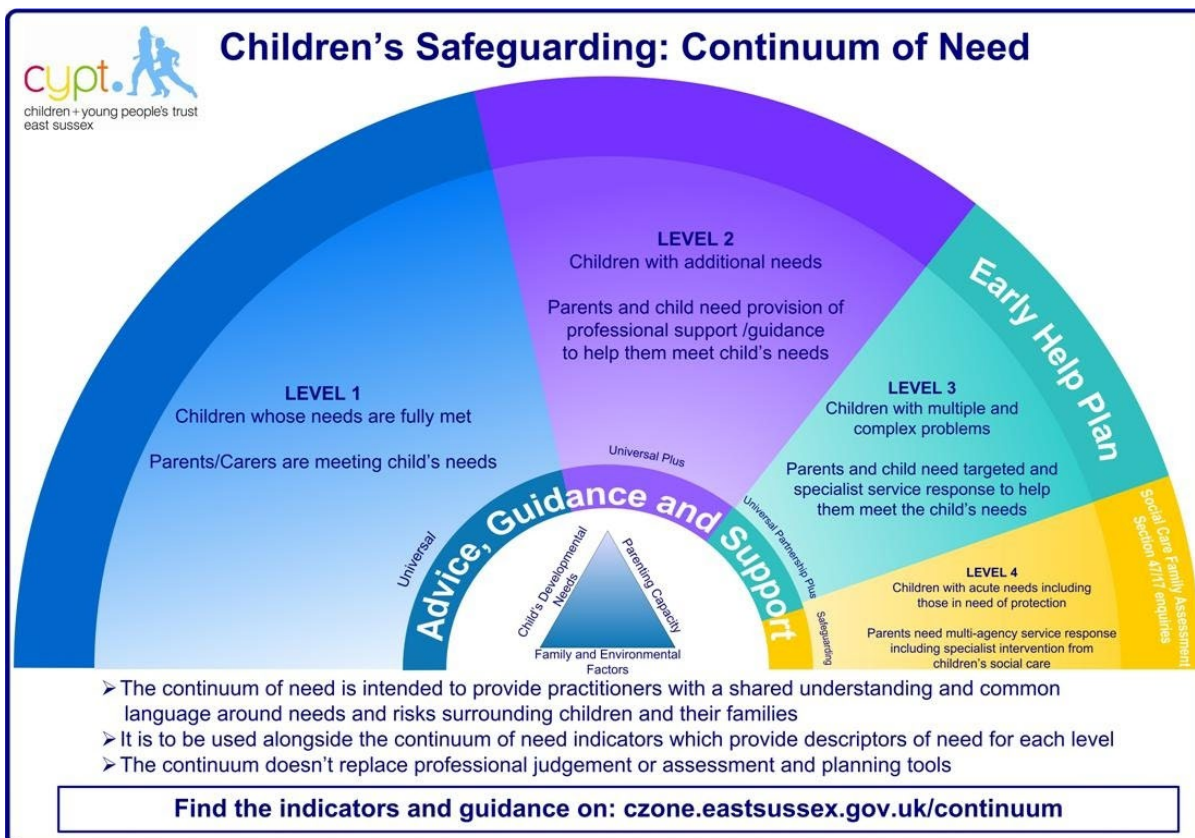 Children's Safeguarding: Continuum of Need
cypt.
children+young people's trust
east sussex
LEVEL 1
Children whose needs are fully met
Parents/Carers are meeting child's needs
LEVEL 2
Children with additional needs
Parents and child need provision of
professional support /guidance
to help them meet child's needs
Early Help Plan
LEVEL 3
Children with multiple and
complex problems
Parents and child need targeted and
specialist service response to help
them meet the child's needs
Social Care Family Assessment
Section 47/17 enquiries
LEVEL 4
Children with acute needs including
those in need of protection
Parents need multi-agency service response
including specialist intervention from
children's social care
Universal
Universal Plus
Universal Partnership Plus
Safeguarding
Advice, Guidance and Support
Child's Developmental
Needs
Parenting Capacity
Family and Environmental
Factors
➢ The continuum of need is intended to provide practitioners with a shared understanding and common
language around needs and risks surrounding children and their families
➢ It is to be used alongside the continuum of need indicators which provide descriptors of need for each level
➢ The continuum doesn't replace professional judgement or assessment and planning tools
Find the indicators and guidance on: czone.eastsussex.gov.uk/continuum